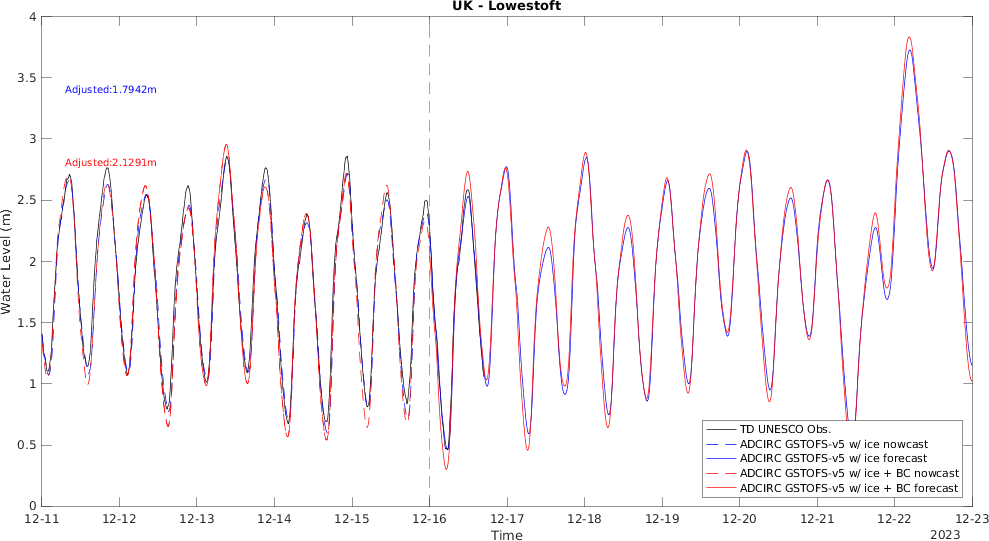 UK - Lowestoft
4
3.5
3
2.5
2
1.5
1
0.5
0
Water Level (m)
Adjusted:1.7942m
Adjusted:2.1291m
TD UNESCO Obs.
ADCIRC GSTOFS-v5 w/ ice nowcast
ADCIRC GSTOFS-v5 w/ ice forecast
ADCIRC GSTOFS-v5 w/ ice + BC nowcast
ADCIRC GSTOFS-v5 w/ ice + BC forecast
12-11 12-12 12-13 12-14 12-15 12-16 12-17 12-18 12-19 12-20 12-21 12-22 12-23
Time
2023